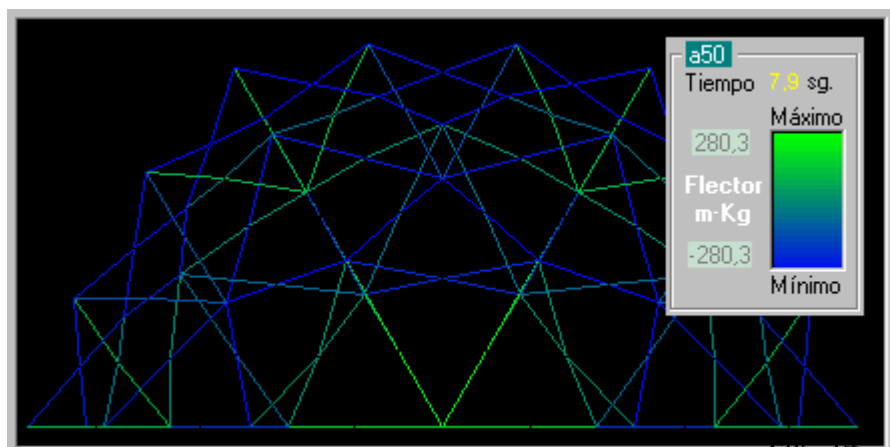 a50
Tiempo 7,9 sg.
Máximo
280,3
Flector
m·Kg
-280,3
Mínimo